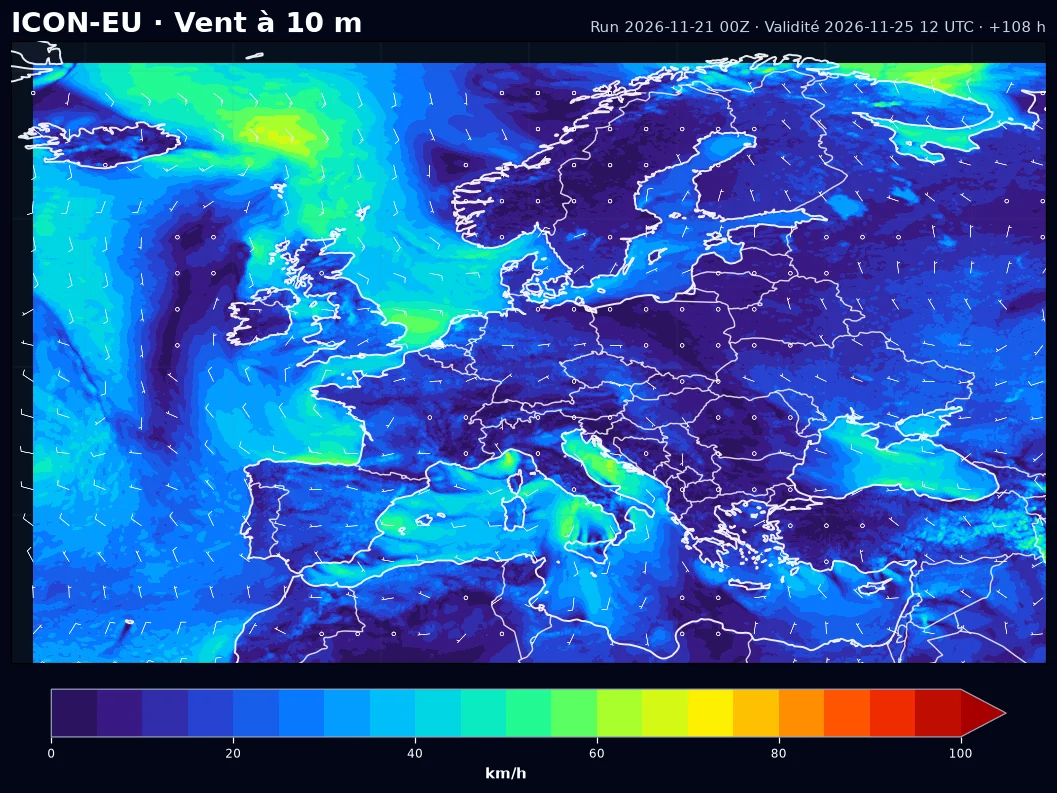 ICON-EU · Vent à 10 m
Run 2026-11-21 00Z · Validité 2026-11-25 12 UTC · +108 h
0 20 40 60 80 100
km/h